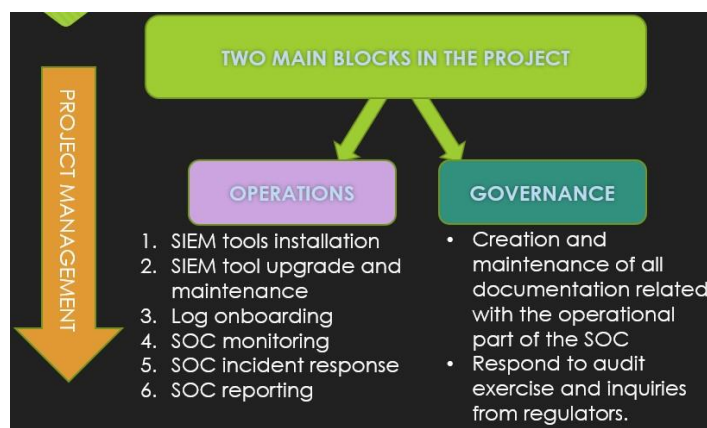 TWO MAIN BLOCKS IN THE PROJECT
PROJECT MANAGEMENT
OPERATIONS
1. SIEM tools installation
2. SIEM tool upgrade and
maintenance
3. Log onboarding
4. SOC monitoring
5. SOC incident response
6. SOC reporting
GOVERNANCE
• Creation and
maintenance of all
documentation related
with the operational
part of the SOC
• Respond to audit
exercise and inquiries
from regulators.